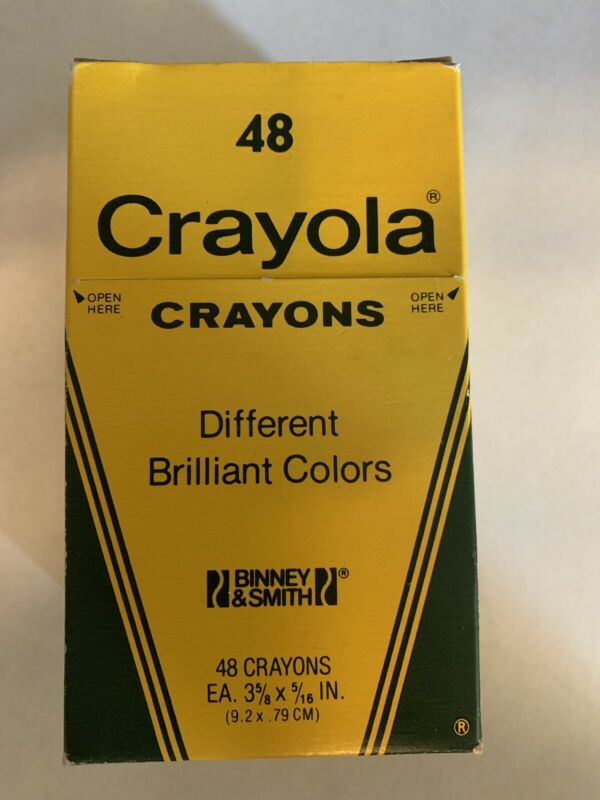 48
Crayola®
OPEN HERE
CRAYONS
OPEN HERE
Different
Brilliant Colors
BINNEY
& SMITH®
48 CRAYONS
EA. 3⅝ x 5/16 IN.
(9.2 x .79 CM)
®